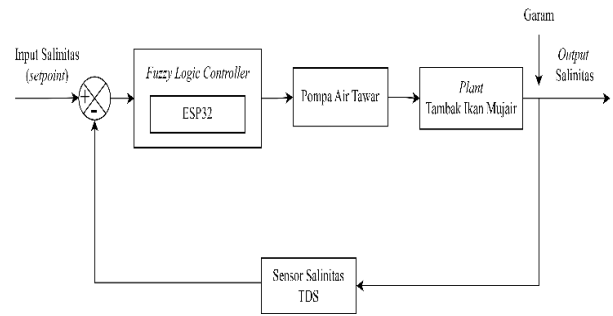 Garam
Input Salinitas
(setpoint)
Output
Salinitas
Fuzzy Logic Controller
ESP32
Pompa Air Tawar
Plant
Tambak Ikan Mujair
+
-
Sensor Salinitas
TDS